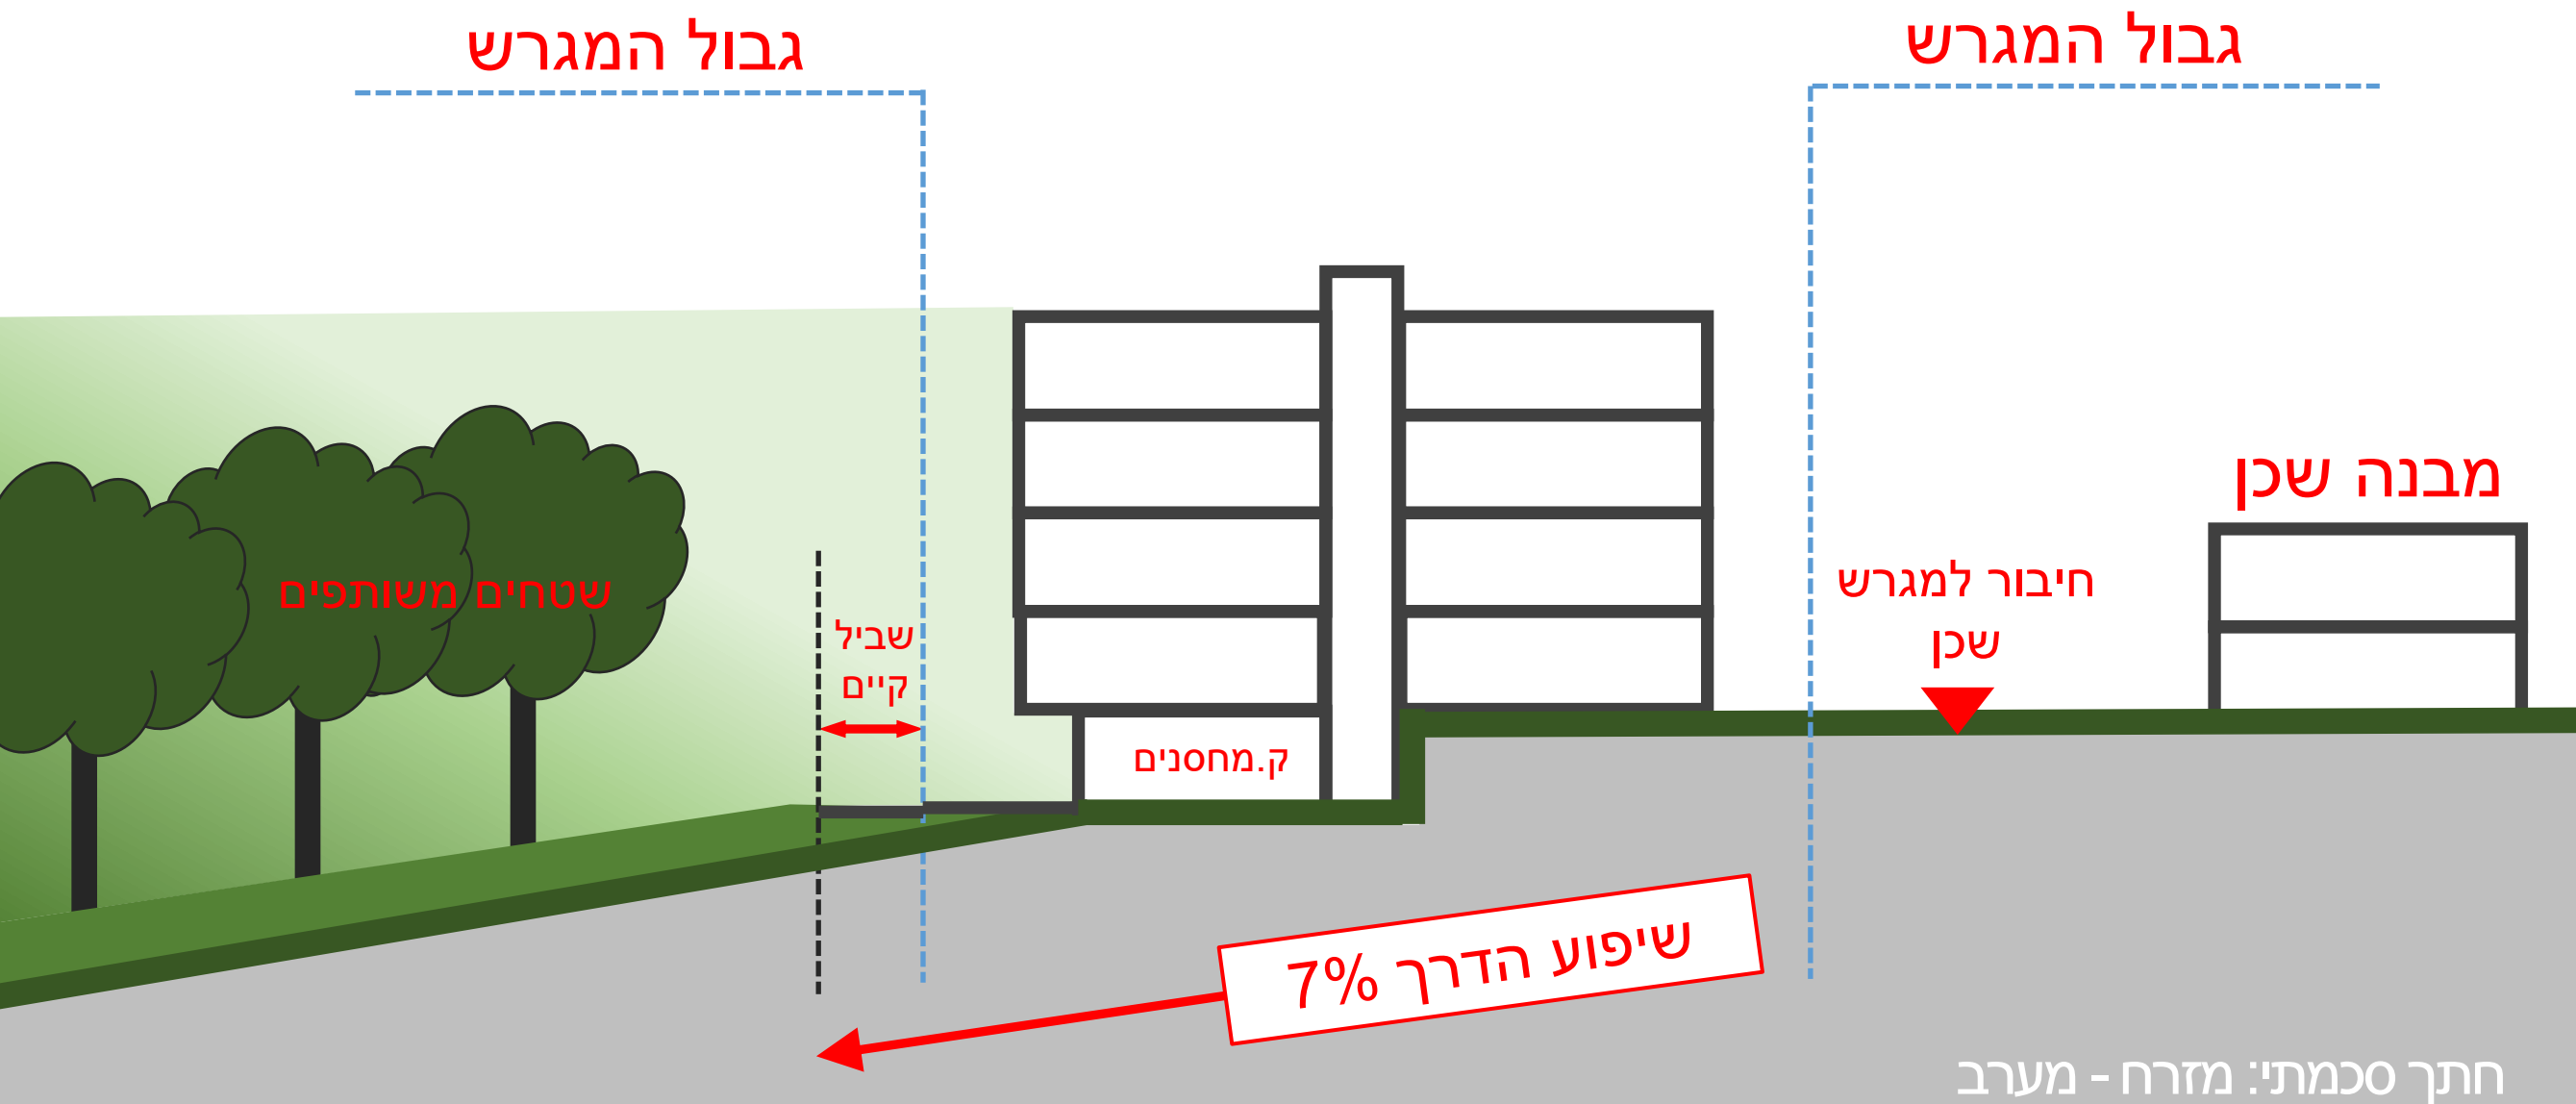 גבול המגרש
גבול המגרש
מבנה שכן
חיבור למגרש
שכן
שטחים משותפים
שביל
קיים
ק.מחסנים
שיפוע הדרך 7%
חתך סכמתי: מזרח - מערב